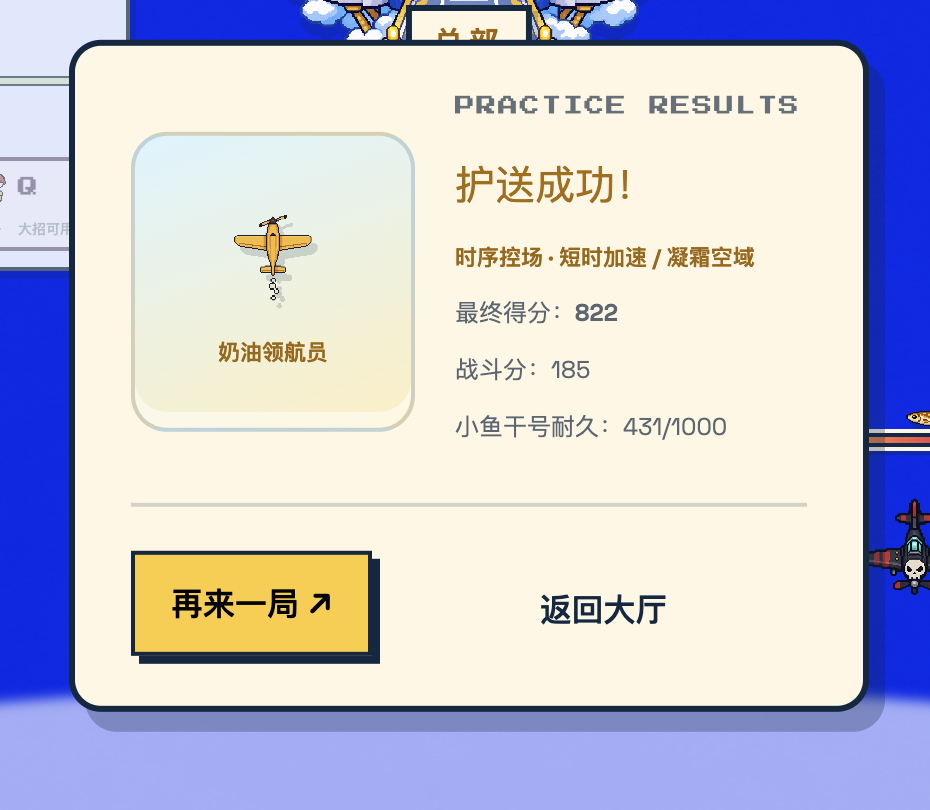 总部
PRACTICE RESULTS
护送成功！
时序控场 · 短时加速 / 凝霜空域
最终得分：822
战斗分：185
小鱼干号耐久：431/1000
奶油领航员
再来一局 ↗
返回大厅
Q
大招可用